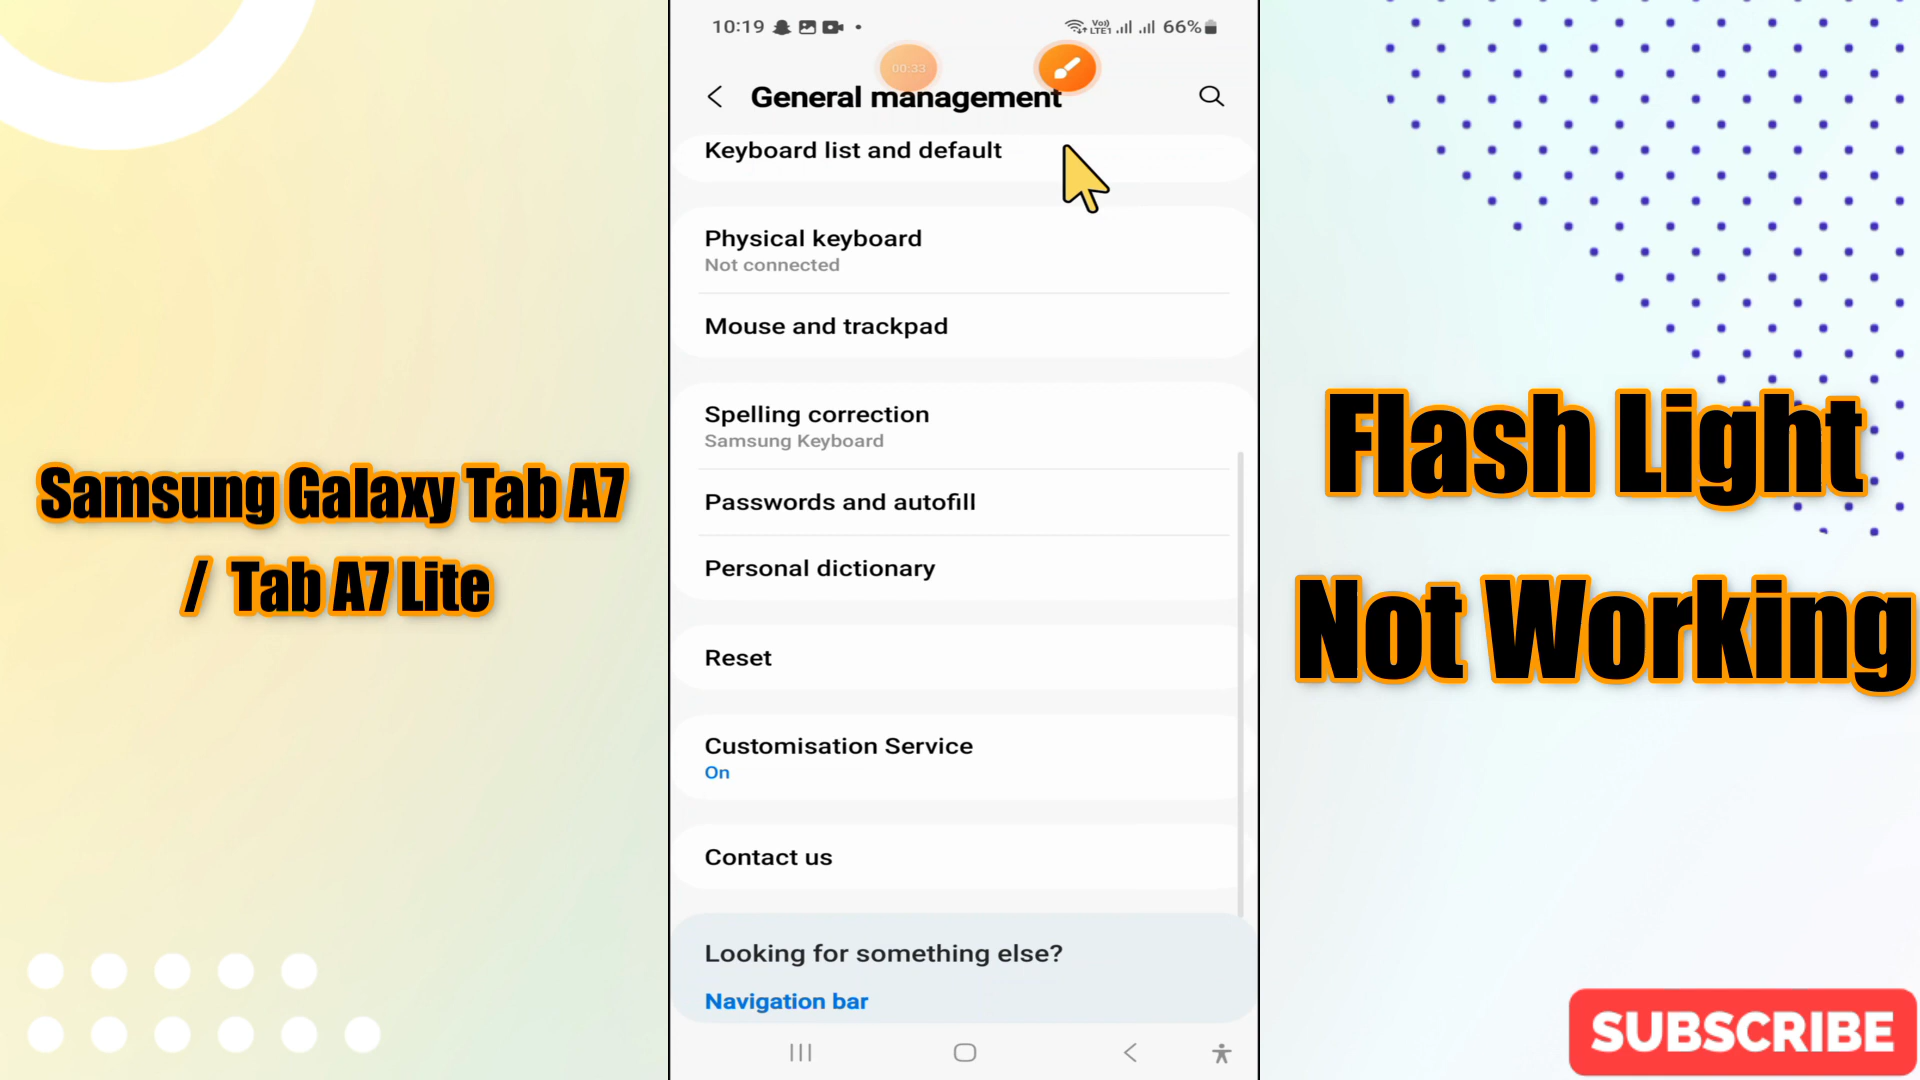 Samsung Galaxy Tab A7
/ Tab A7 Lite
10:19
Vo))
LTE1
66%
00:33
General management
Keyboard list and default
Physical keyboard
Not connected
Mouse and trackpad
Spelling correction
Samsung Keyboard
Passwords and autofill
Personal dictionary
Reset
Customisation Service
On
Contact us
Looking for something else?
Navigation bar
Flash Light
Not Working
SUBSCRIBE